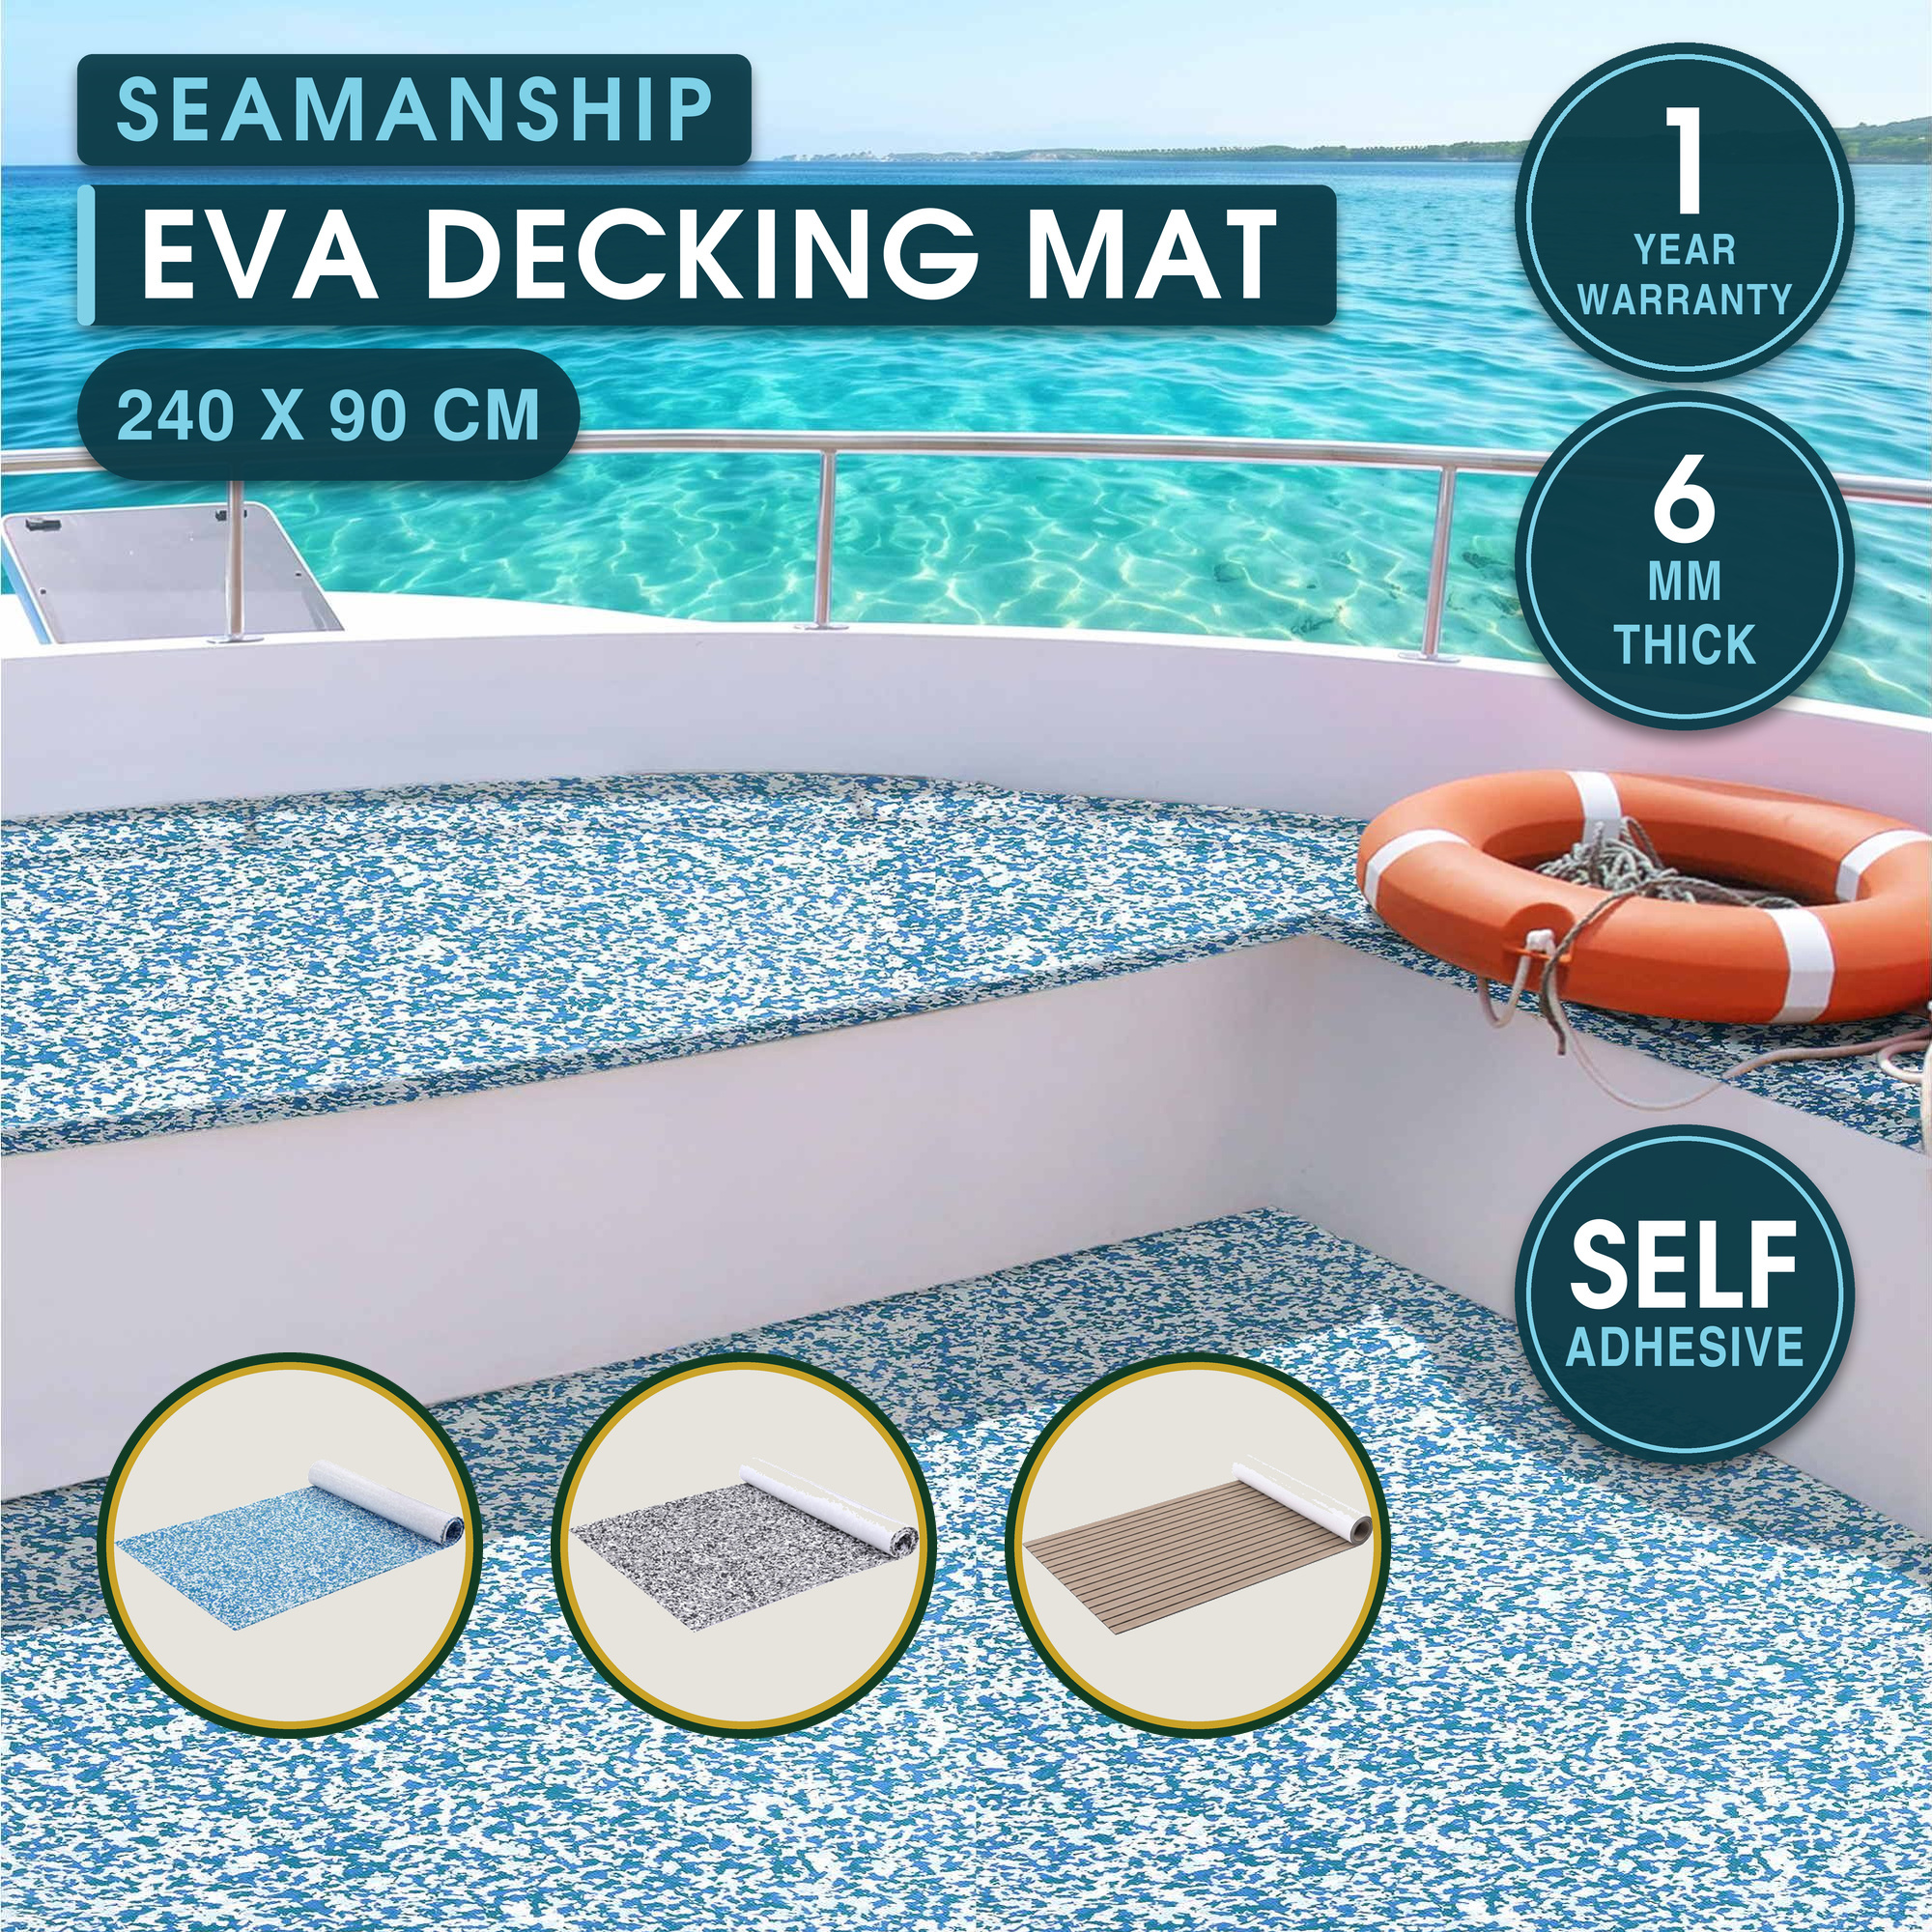 SEAMANSHIP
EVA DECKING MAT
240 X 90 CM
1
YEAR
WARRANTY
6
MM
THICK
SELF
ADHESIVE